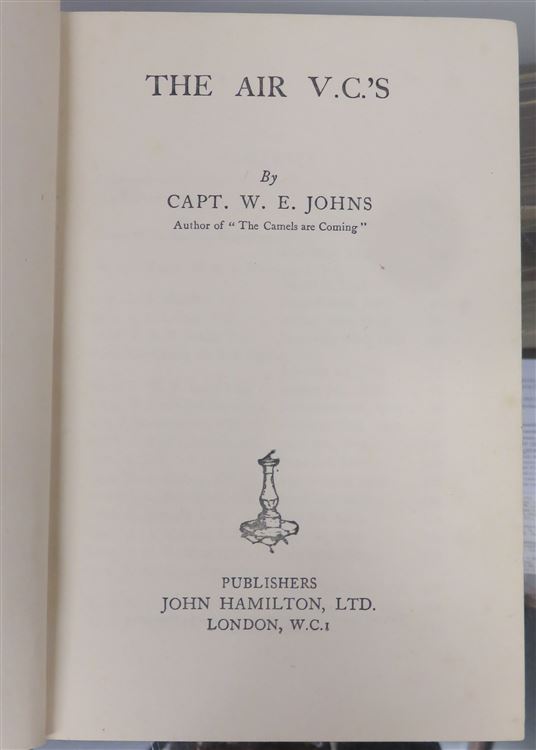 THE AIR V.C.'S
By
CAPT. W. E. JOHNS
Author of "The Camels are Coming"
PUBLISHERS
JOHN HAMILTON, LTD.
LONDON, W.C.1